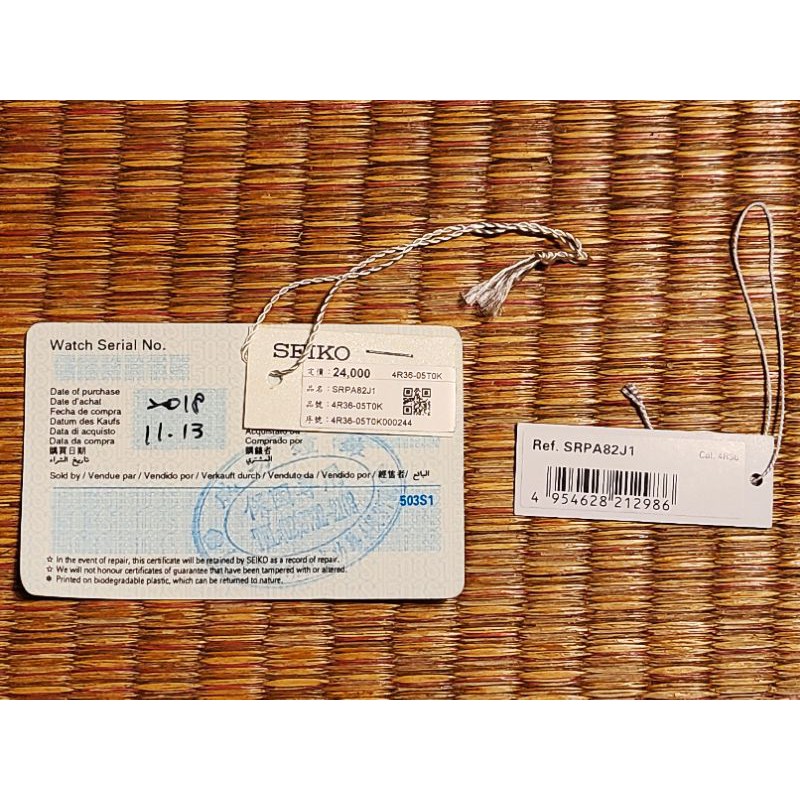 Watch Serial No.
Date of purchase
Date d'achat
Fecha de compra
Datum des Kaufs
Data di acquisto
Data da compra
購買日期
تاريخ الشراء
2018
11.13
Comprado por
購錶者
المشتري
Sold by / Vendue par / Vendido por / Verkauft durch / Venduto da / Vendido por / 經售者 / البائع
503S1
☆ In the event of repair, this certificate will be retained by SEIKO as a record of repair.
☆ We will not honour certificates of guarantee that have been tampered with or altered.
✽ Printed on biodegradable plastic, which can be returned to nature.
SEIKO
定價：24,000 4R36-05T0K
品名：SRPA82J1
品號：4R36-05T0K
序號：4R36-05T0K000244
Ref. SRPA82J1 Cal. 4R36
4 954628 212986